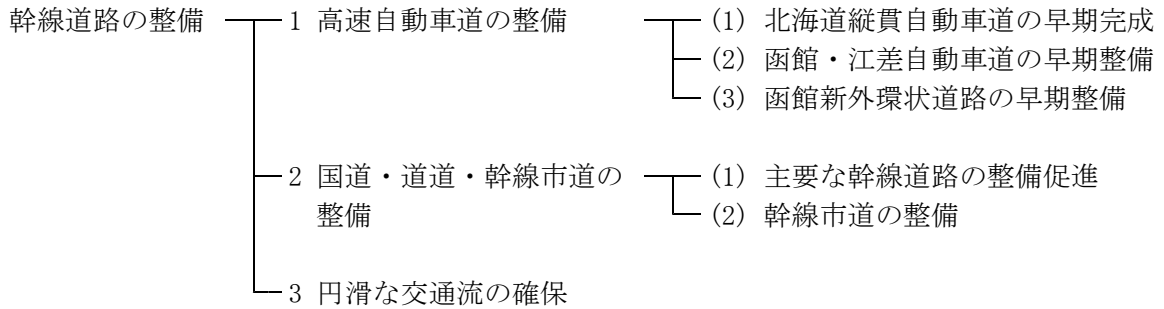 幹線道路の整備 1 高速自動車道の整備 (1) 北海道縦貫自動車道の早期完成
(2) 函館・江差自動車道の早期整備
(3) 函館新外環状道路の早期整備
2 国道・道道・幹線市道の (1) 主要な幹線道路の整備促進
整備 (2) 幹線市道の整備
3 円滑な交通流の確保